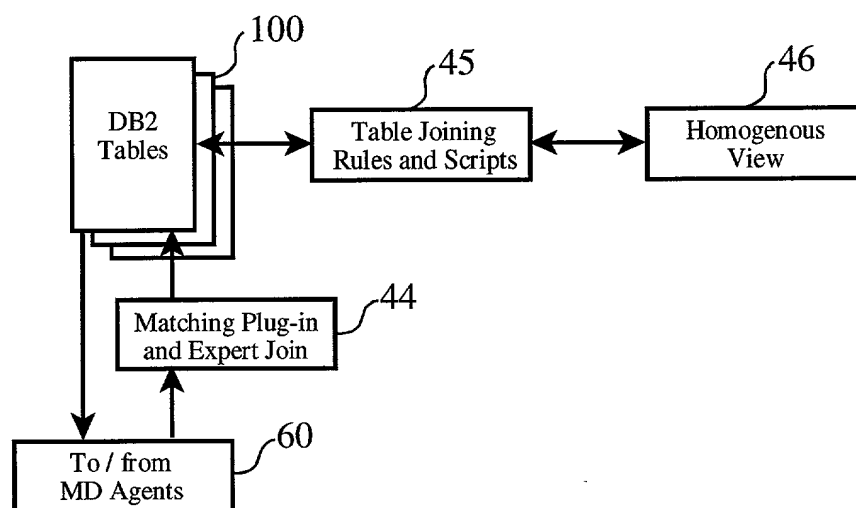 100
45
46
DB2
Tables
Table Joining
Rules and Scripts
Homogenous
View
44
Matching Plug-in
and Expert Join
60
To / from
MD Agents